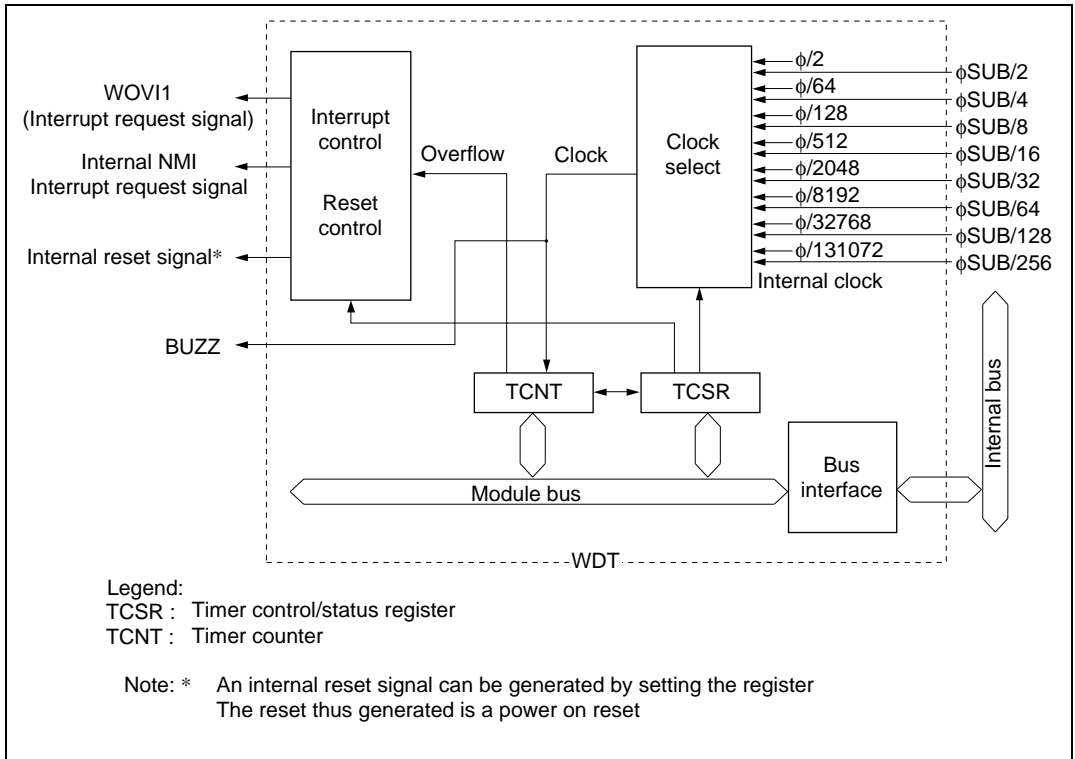 WOVI1
(Interrupt request signal)
Internal NMI
Interrupt request signal
Internal reset signal*
BUZZ
Interrupt
control
Reset
control
Overflow
Clock
Clock
select
ϕ/2
ϕSUB/2
ϕ/64
ϕSUB/4
ϕ/128
ϕSUB/8
ϕ/512
ϕSUB/16
ϕ/2048
ϕSUB/32
ϕ/8192
ϕSUB/64
ϕ/32768
ϕSUB/128
ϕ/131072
ϕSUB/256
Internal clock
TCNT
TCSR
Module bus
Bus
interface
Internal bus
WDT
Legend:
TCSR : Timer control/status register
TCNT : Timer counter
Note: * An internal reset signal can be generated by setting the register
The reset thus generated is a power on reset